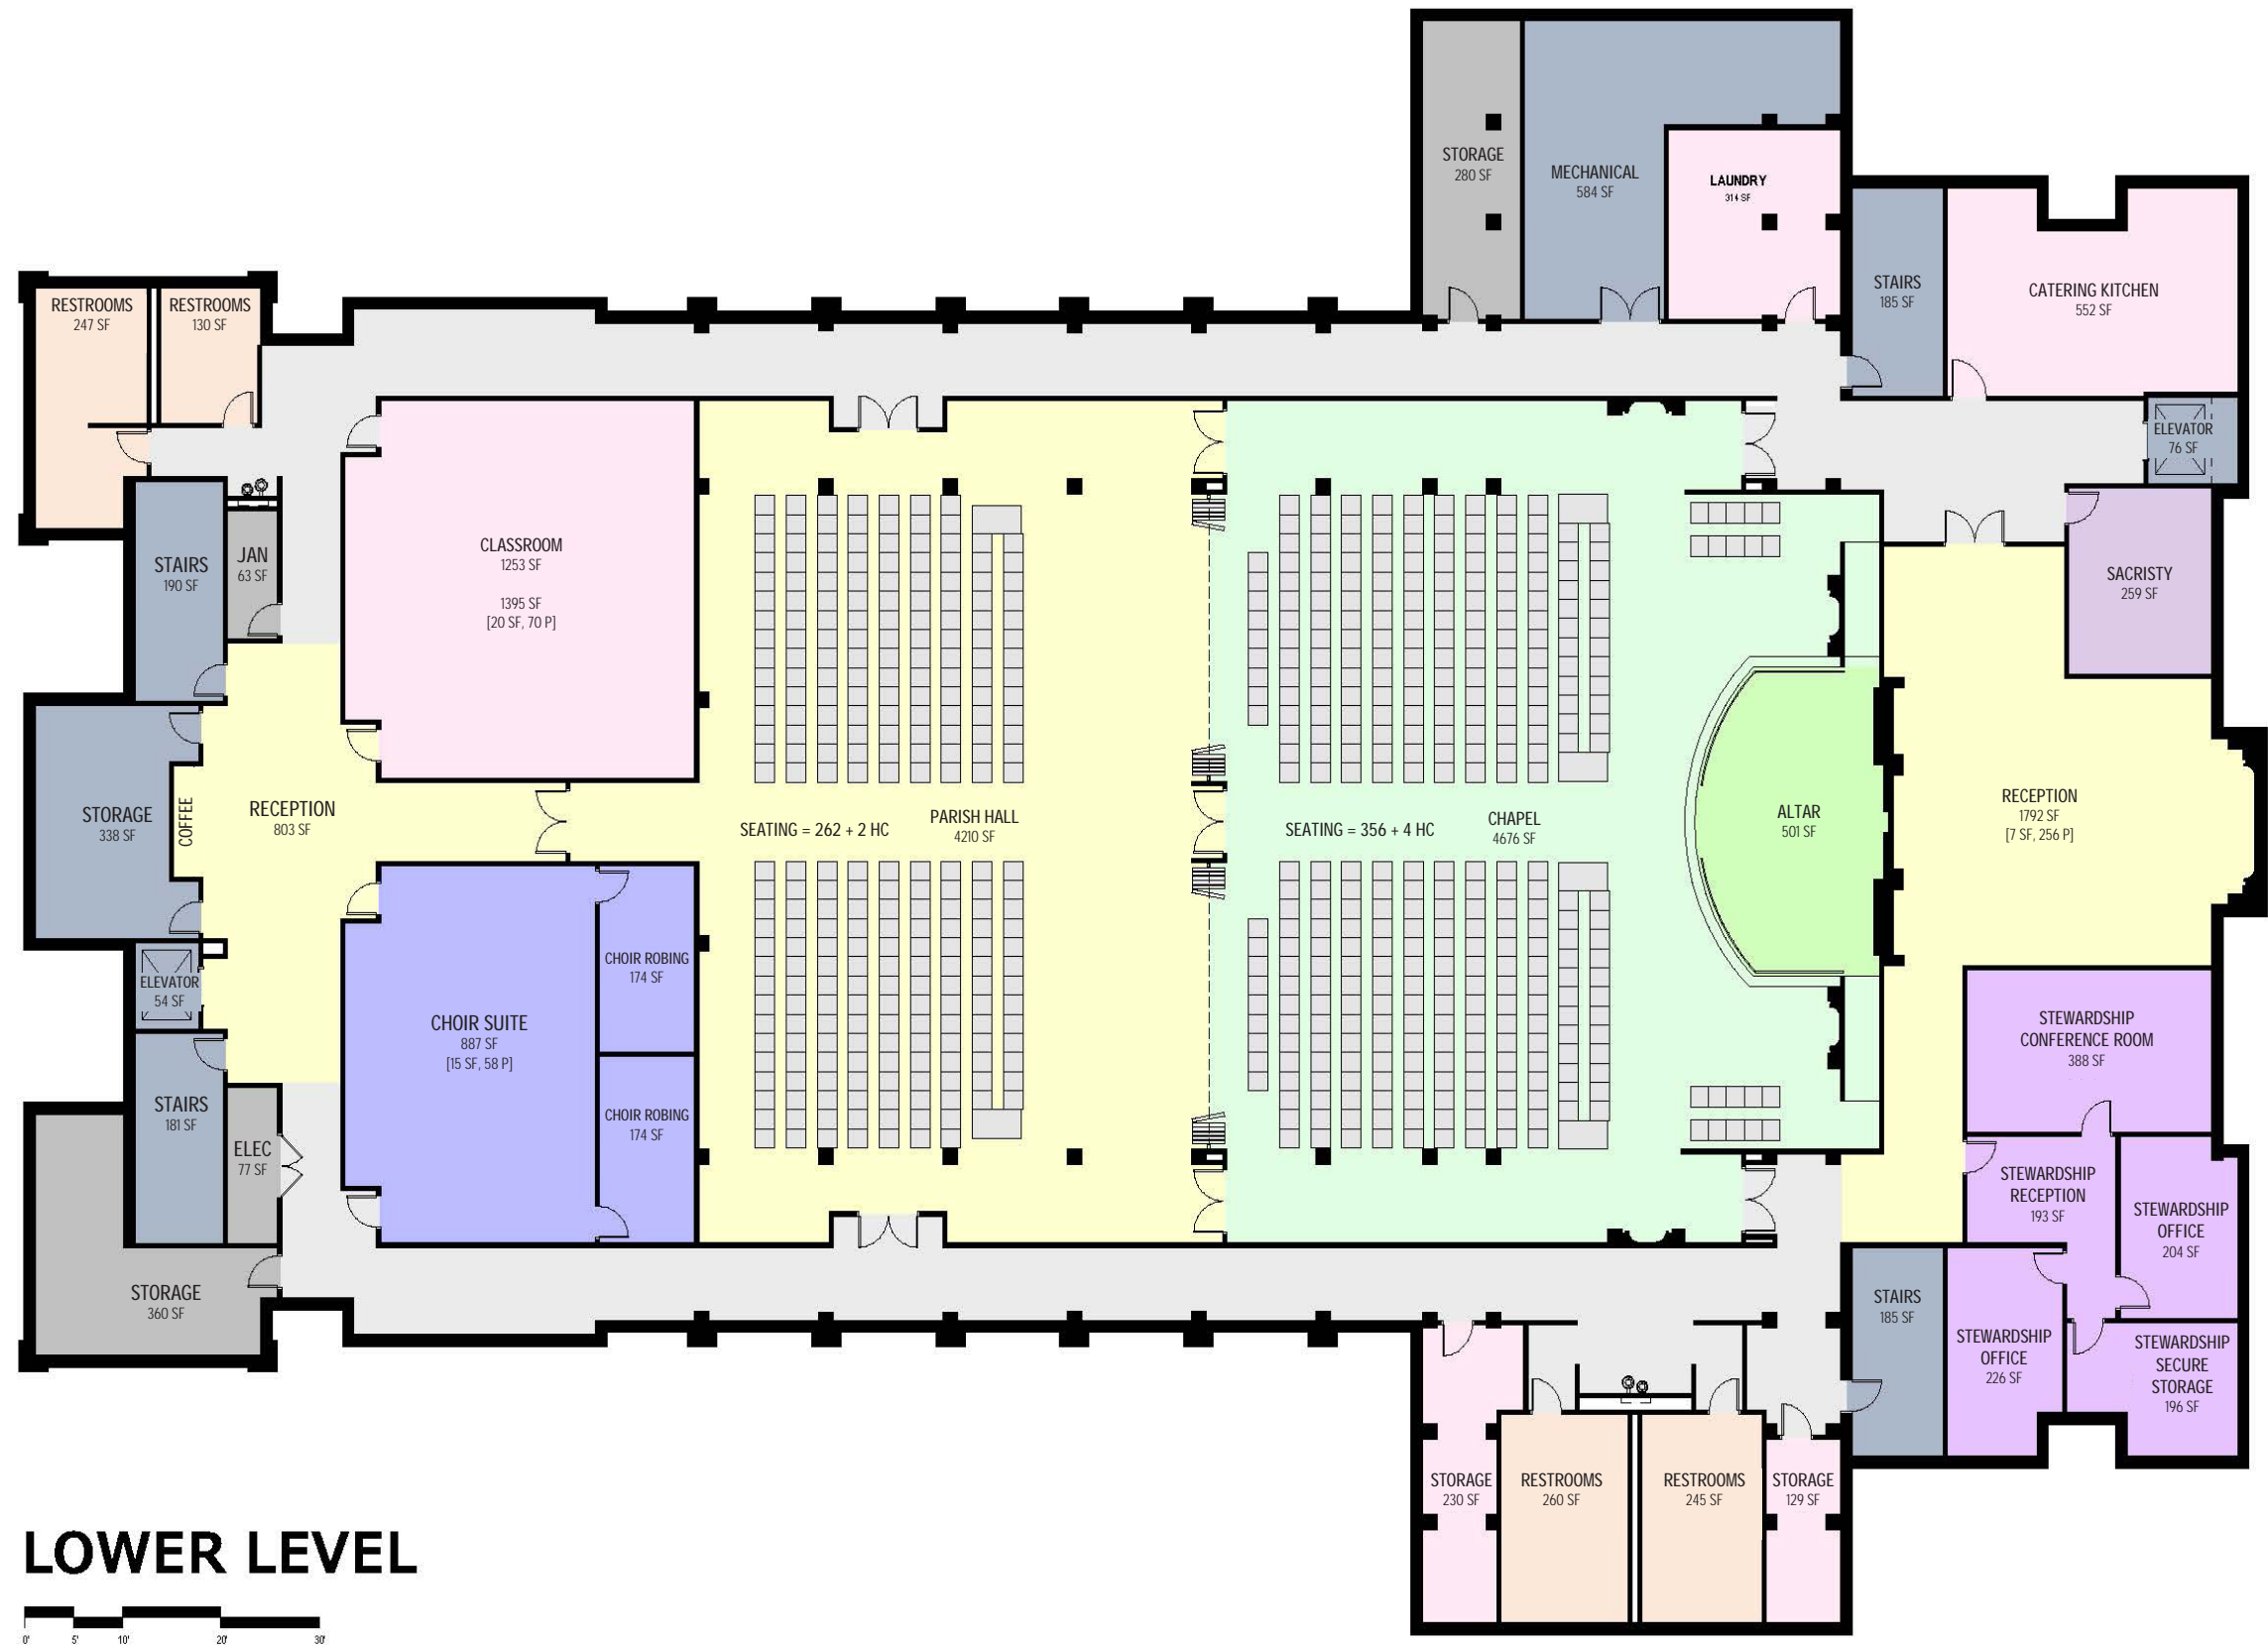 STORAGE
280 SF
MECHANICAL
584 SF
LAUNDRY
314 SF
STAIRS
185 SF
CATERING KITCHEN
552 SF
RESTROOMS
247 SF
RESTROOMS
130 SF
ELEVATOR
76 SF
STAIRS
190 SF
JAN
63 SF
CLASSROOM
1253 SF
1395 SF
[20 SF, 70 P]
SACRISTY
259 SF
STORAGE
338 SF
COFFEE
RECEPTION
803 SF
SEATING = 262 + 2 HC
PARISH HALL
4210 SF
SEATING = 356 + 4 HC
CHAPEL
4676 SF
ALTAR
501 SF
RECEPTION
1792 SF
[7 SF, 256 P]
ELEVATOR
54 SF
CHOIR SUITE
887 SF
[15 SF, 58 P]
CHOIR ROBING
174 SF
CHOIR ROBING
174 SF
STEWARDSHIP
CONFERENCE ROOM
388 SF
STAIRS
181 SF
ELEC
77 SF
STEWARDSHIP
RECEPTION
193 SF
STEWARDSHIP
OFFICE
204 SF
STORAGE
360 SF
STAIRS
185 SF
STEWARDSHIP
OFFICE
226 SF
STEWARDSHIP
SECURE
STORAGE
196 SF
STORAGE
230 SF
RESTROOMS
260 SF
RESTROOMS
245 SF
STORAGE
129 SF
LOWER LEVEL
0' 5' 10' 20' 30'